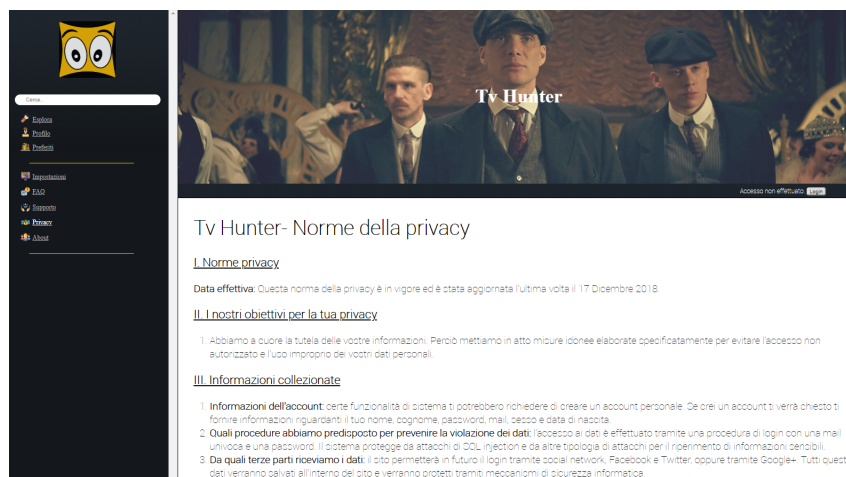 Cerca..
Esplora
Profilo
Preferiti
Impostazioni
FAQ
Supporto
Privacy
About
Tv Hunter
Accesso non effettuato. Login
Tv Hunter- Norme della privacy
I. Norme privacy
Data effettiva: Questa norma della privacy è in vigore ed è stata aggiornata l'ultima volta il 17 Dicembre 2018.
II. I nostri obiettivi per la tua privacy
1. Abbiamo a cuore la tutela delle vostre informazioni. Perciò mettiamo in atto misure idonee elaborate specificatamente per evitare l'accesso non
autorizzato e l'uso improprio dei vostri dati personali.
III. Informazioni collezionate
1. Informazioni dell'account: certe funzionalità di sistema ti potrebbero richiedere di creare un account personale. Se crei un account ti verrà chiesto ti
fornire informazioni riguardanti il tuo nome, cognome, password, mail, sesso e data di nascita.
2. Quali procedure abbiamo predisposto per prevenire la violazione dei dati: l'accesso ai dati è effettuato tramite una procedura di login con una mail
univoca e una password. Il sistema protegge da attacchi di SQL injection e da altre tipologia di attacchi per il riperimento di informazioni sensibili.
3. Da quali terze parti riceviamo i dati: il sito permetterà in futuro il login tramite social network, Facebook e Twitter, oppure tramite Google+. Tutti quest
dati verranno salvati all'interno del sito e verranno protetti tramiti meccanismi di sicurezza informatica.